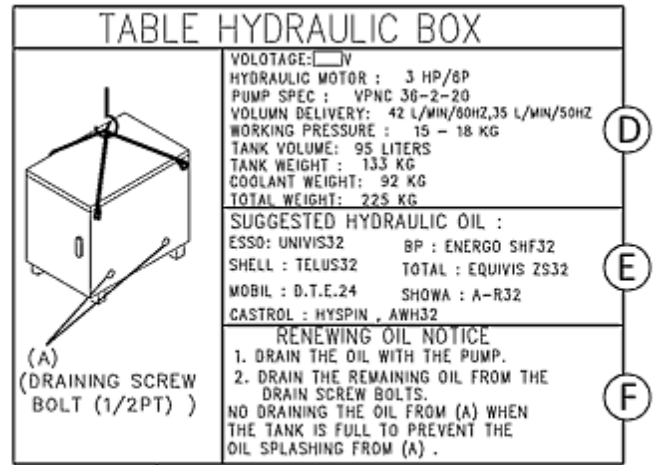 TABLE HYDRAULIC BOX
VOLOTAGE: V
HYDRAULIC MOTOR : 3 HP/6P
PUMP SPEC : VPNC 36-2-20
VOLUMN DELIVERY: 42 L/MIN/60HZ,35 L/MIN/50HZ
WORKING PRESSURE : 15 - 18 KG
TANK VOLUME: 95 LITERS
TANK WEIGHT : 133 KG
COOLANT WEIGHT: 92 KG
TOTAL WEIGHT: 225 KG
D
SUGGESTED HYDRAULIC OIL :
ESSO: UNIVIS32 BP : ENERGO SHF32
SHELL : TELUS32 TOTAL : EQUIVIS ZS32
MOBIL : D.T.E.24 SHOWA : A-R32
CASTROL : HYSPIN , AWH32
E
RENEWING OIL NOTICE
1. DRAIN THE OIL WITH THE PUMP.
2. DRAIN THE REMAINING OIL FROM THE
DRAIN SCREW BOLTS.
NO DRAINING THE OIL FROM (A) WHEN
THE TANK IS FULL TO PREVENT THE
OIL SPLASHING FROM (A) .
F
(A)
(DRAINING SCREW
BOLT (1/2PT) )